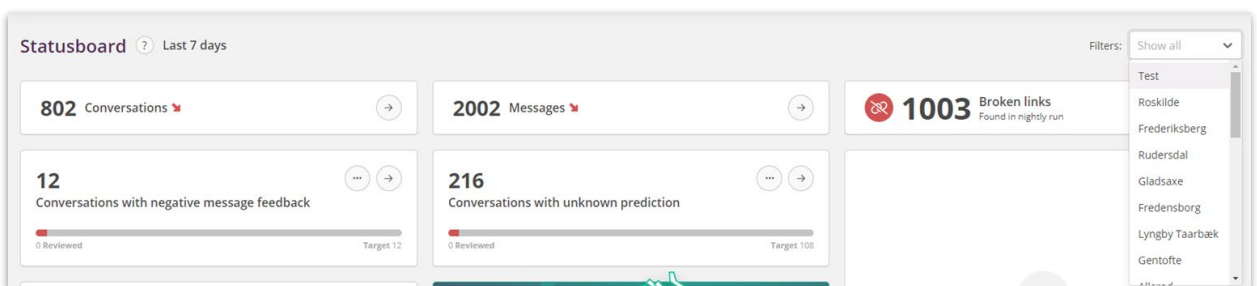 Statusboard ? Last 7 days
Filters: Show all
802 Conversations
2002 Messages
1003 Broken links
Found in nightly run
12
Conversations with negative message feedback
0 Reviewed Target 12
216
Conversations with unknown prediction
0 Reviewed Target 108
Test
Roskilde
Frederiksberg
Rudersdal
Gladsaxe
Fredensborg
Lyngby Taarbæk
Gentofte